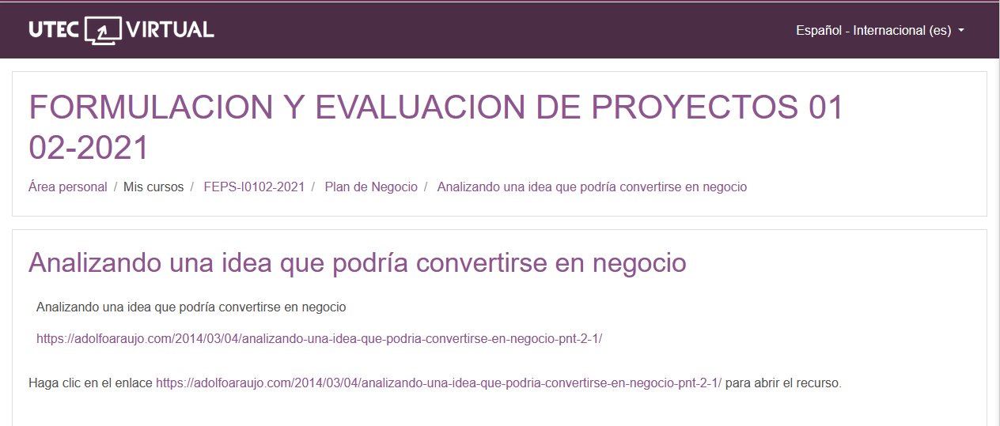 UTEC VIRTUAL
Español - Internacional (es)
FORMULACION Y EVALUACION DE PROYECTOS 01
02-2021
Área personal / Mis cursos / FEPS-I0102-2021 / Plan de Negocio / Analizando una idea que podría convertirse en negocio
Analizando una idea que podría convertirse en negocio
Analizando una idea que podría convertirse en negocio
https://adolfoaraujo.com/2014/03/04/analizando-una-idea-que-podria-convertirse-en-negocio-pnt-2-1/
Haga clic en el enlace https://adolfoaraujo.com/2014/03/04/analizando-una-idea-que-podria-convertirse-en-negocio-pnt-2-1/ para abrir el recurso.